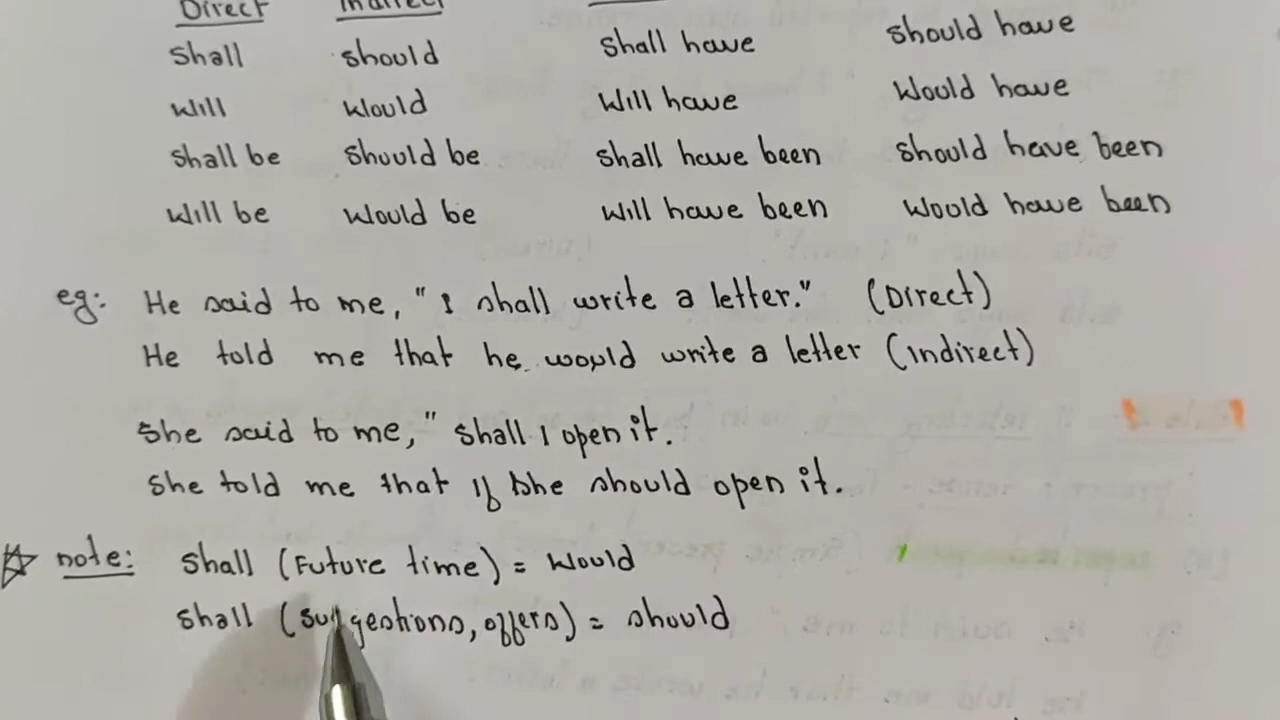 Direct Indirect
Shall should Shall have should have
Will Would Will have Would have
Shall be Should be Shall have been Should have been
Will be Would be Will have been Would have been
eg: He said to me, "I shall write a letter." (Direct)
He told me that he would write a letter (Indirect)
She said to me," Shall I open it.
She told me that If she should open it.
note: Shall (Future time) = Would
Shall (suggestions, offers) = should